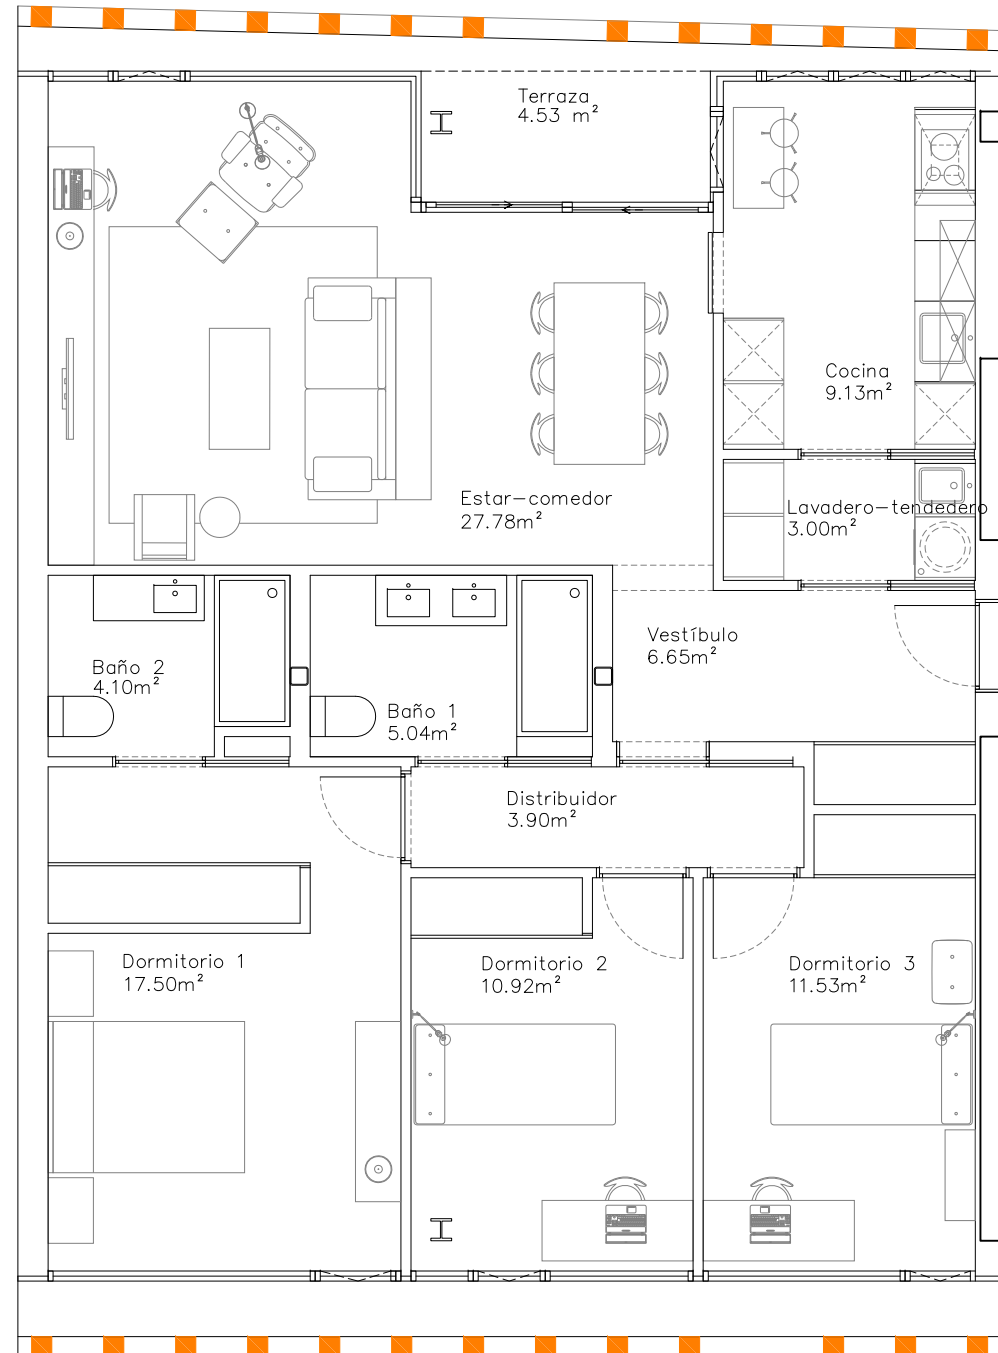 Terraza
4.53 m²
Cocina
9.13m²
Estar-comedor
27.78m²
Lavadero-tendedero
3.00m²
Vestíbulo
6.65m²
Baño 2
4.10m²
Baño 1
5.04m²
Distribuidor
3.90m²
Dormitorio 1
17.50m²
Dormitorio 2
10.92m²
Dormitorio 3
11.53m²